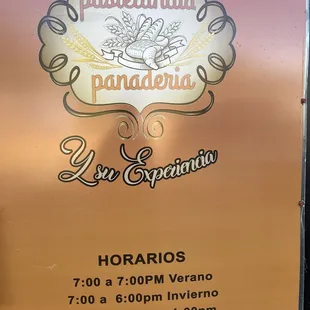 panaderia
Y su Experiencia
HORARIOS
7:00 a 7:00PM Verano
7:00 a 6:00pm Invierno